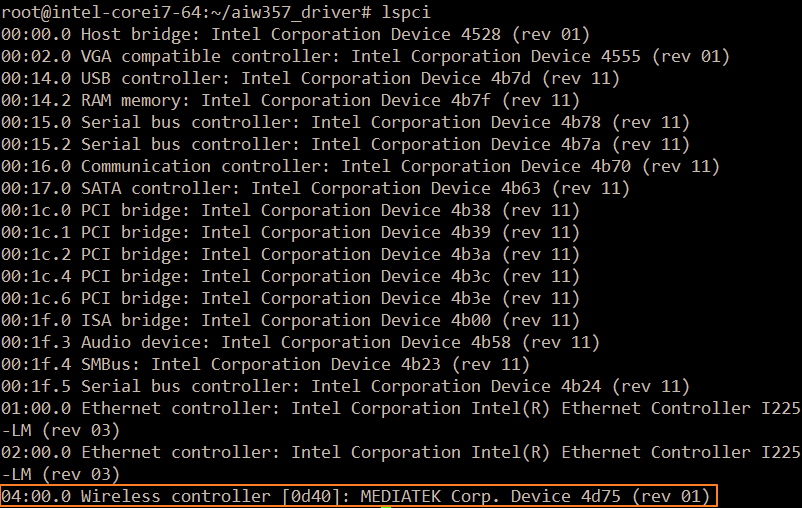 root@intel-corei7-64:~/aiw357_driver# lspci
00:00.0 Host bridge: Intel Corporation Device 4528 (rev 01)
00:02.0 VGA compatible controller: Intel Corporation Device 4555 (rev 01)
00:14.0 USB controller: Intel Corporation Device 4b7d (rev 11)
00:14.2 RAM memory: Intel Corporation Device 4b7f (rev 11)
00:15.0 Serial bus controller: Intel Corporation Device 4b78 (rev 11)
00:15.2 Serial bus controller: Intel Corporation Device 4b7a (rev 11)
00:16.0 Communication controller: Intel Corporation Device 4b70 (rev 11)
00:17.0 SATA controller: Intel Corporation Device 4b63 (rev 11)
00:1c.0 PCI bridge: Intel Corporation Device 4b38 (rev 11)
00:1c.1 PCI bridge: Intel Corporation Device 4b39 (rev 11)
00:1c.2 PCI bridge: Intel Corporation Device 4b3a (rev 11)
00:1c.4 PCI bridge: Intel Corporation Device 4b3c (rev 11)
00:1c.6 PCI bridge: Intel Corporation Device 4b3e (rev 11)
00:1f.0 ISA bridge: Intel Corporation Device 4b00 (rev 11)
00:1f.3 Audio device: Intel Corporation Device 4b58 (rev 11)
00:1f.4 SMBus: Intel Corporation Device 4b23 (rev 11)
00:1f.5 Serial bus controller: Intel Corporation Device 4b24 (rev 11)
01:00.0 Ethernet controller: Intel Corporation Intel(R) Ethernet Controller I225
-LM (rev 03)
02:00.0 Ethernet controller: Intel Corporation Intel(R) Ethernet Controller I225
-LM (rev 03)
04:00.0 Wireless controller [0d40]: MEDIATEK Corp. Device 4d75 (rev 01)